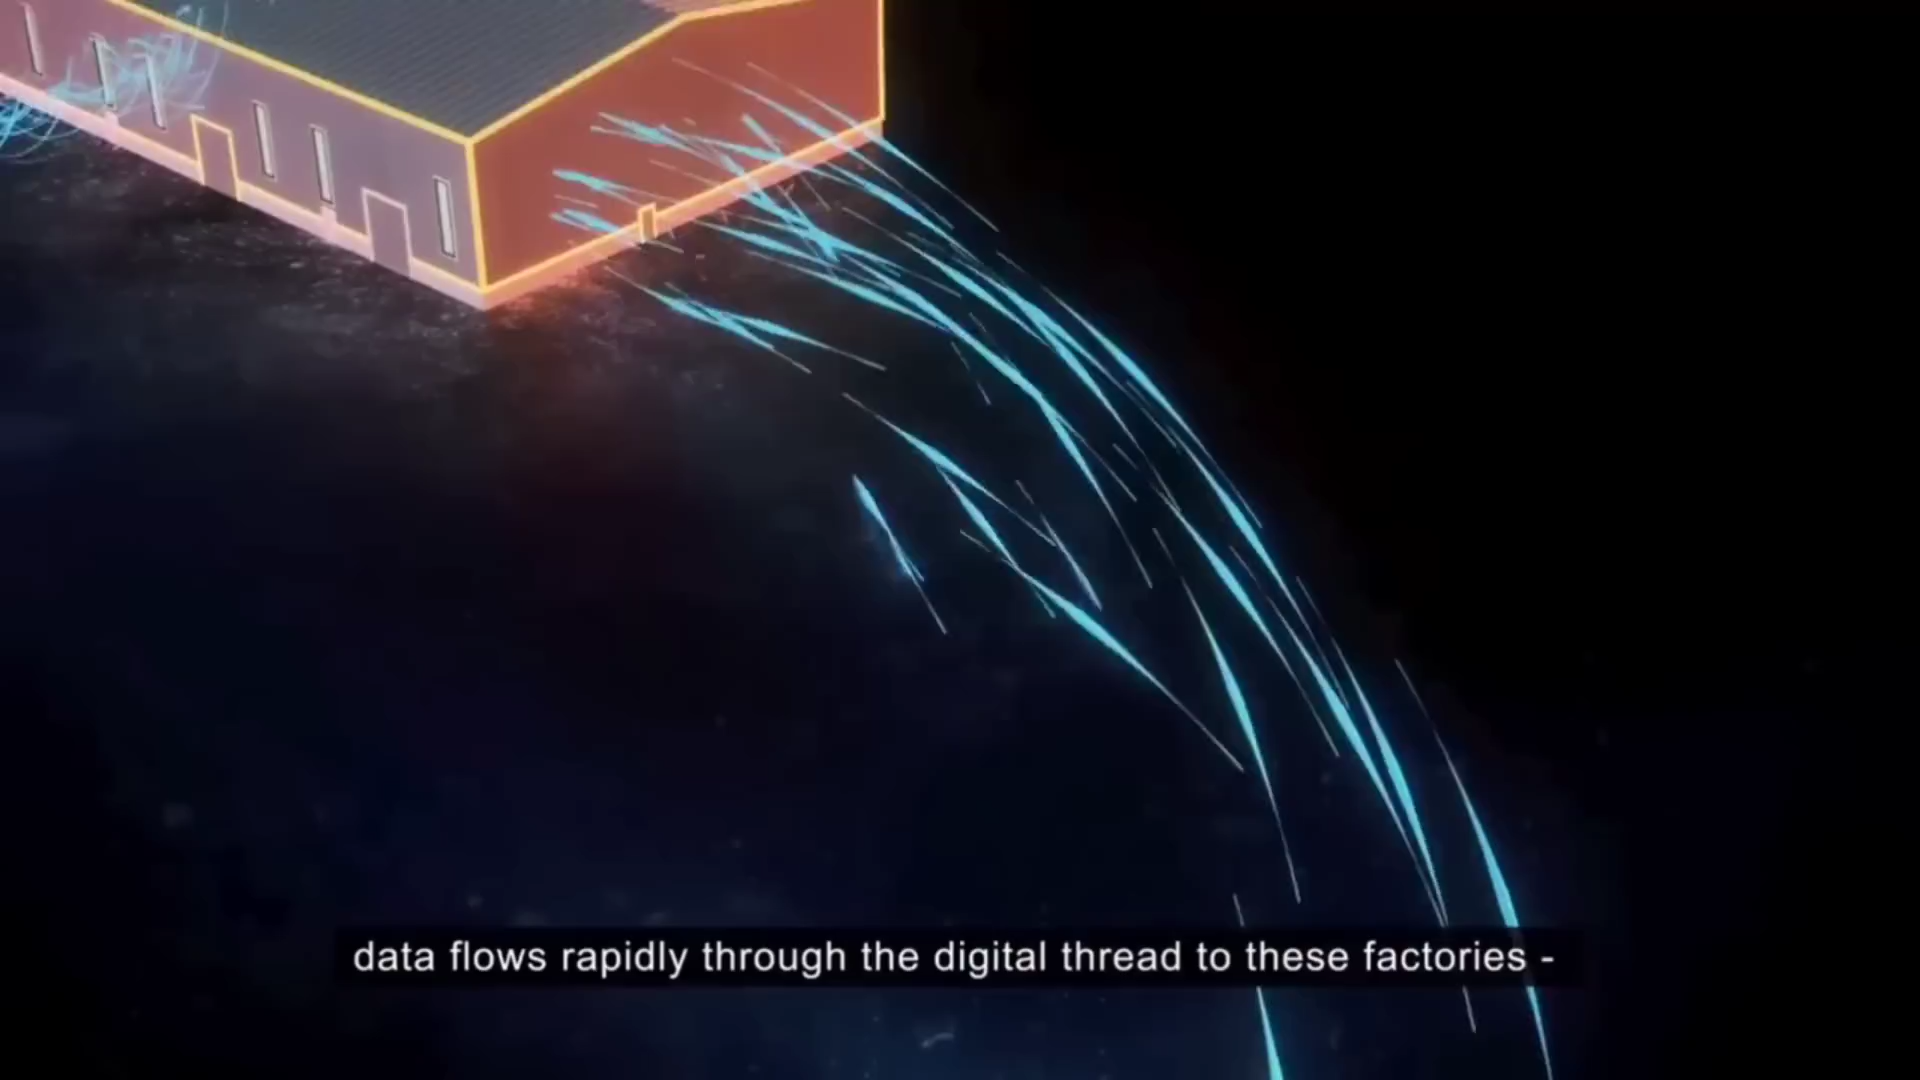 data flows rapidly through the digital thread to these factories -